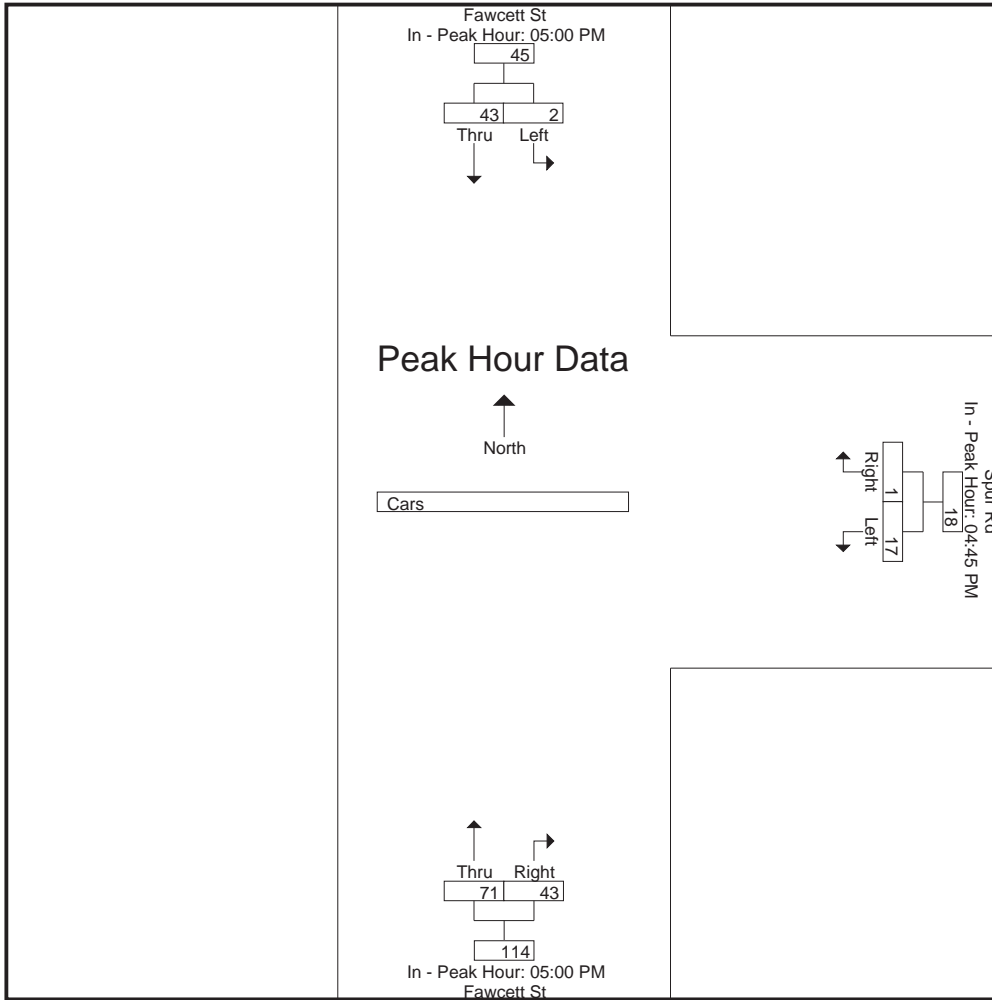 Fawcett St
In - Peak Hour: 05:00 PM
45
43 2
Thru Left
Peak Hour Data
North
Cars
In - Peak Hour: 04:45 PM
18
1 17
Right Left
Thru Right
71 43
114
In - Peak Hour: 05:00 PM
Fawcett St